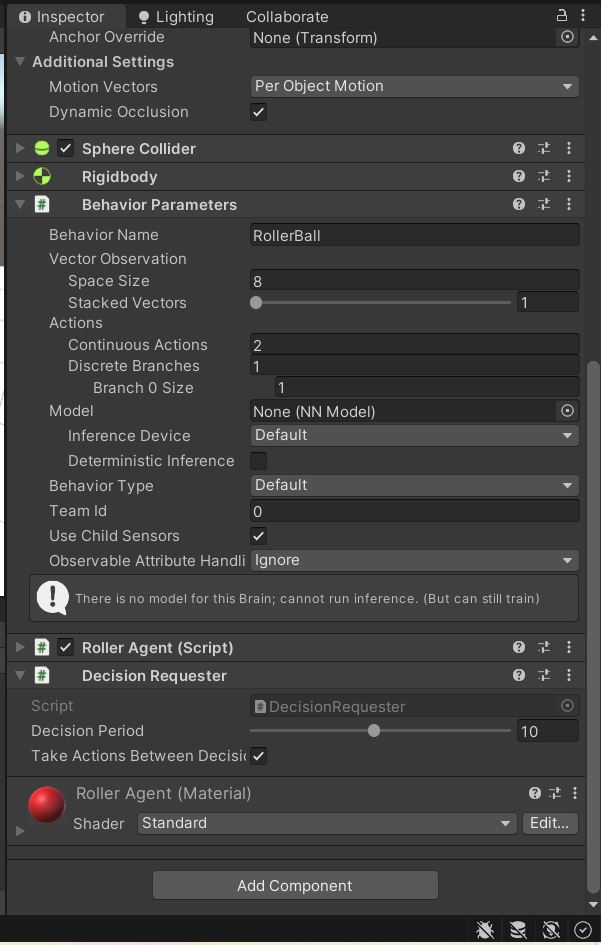 Inspector Lighting Collaborate
Anchor Override None (Transform)
Additional Settings
Motion Vectors Per Object Motion
Dynamic Occlusion
Sphere Collider
Rigidbody
# Behavior Parameters
Behavior Name RollerBall
Vector Observation
Space Size 8
Stacked Vectors 1
Actions
Continuous Actions 2
Discrete Branches 1
Branch 0 Size 1
Model None (NN Model)
Inference Device Default
Deterministic Inference
Behavior Type Default
Team Id 0
Use Child Sensors
Observable Attribute Handli Ignore
There is no model for this Brain; cannot run inference. (But can still train)
# Roller Agent (Script)
# Decision Requester
Script # DecisionRequester
Decision Period 10
Take Actions Between Decisic
Roller Agent (Material)
Shader Standard Edit...
Add Component